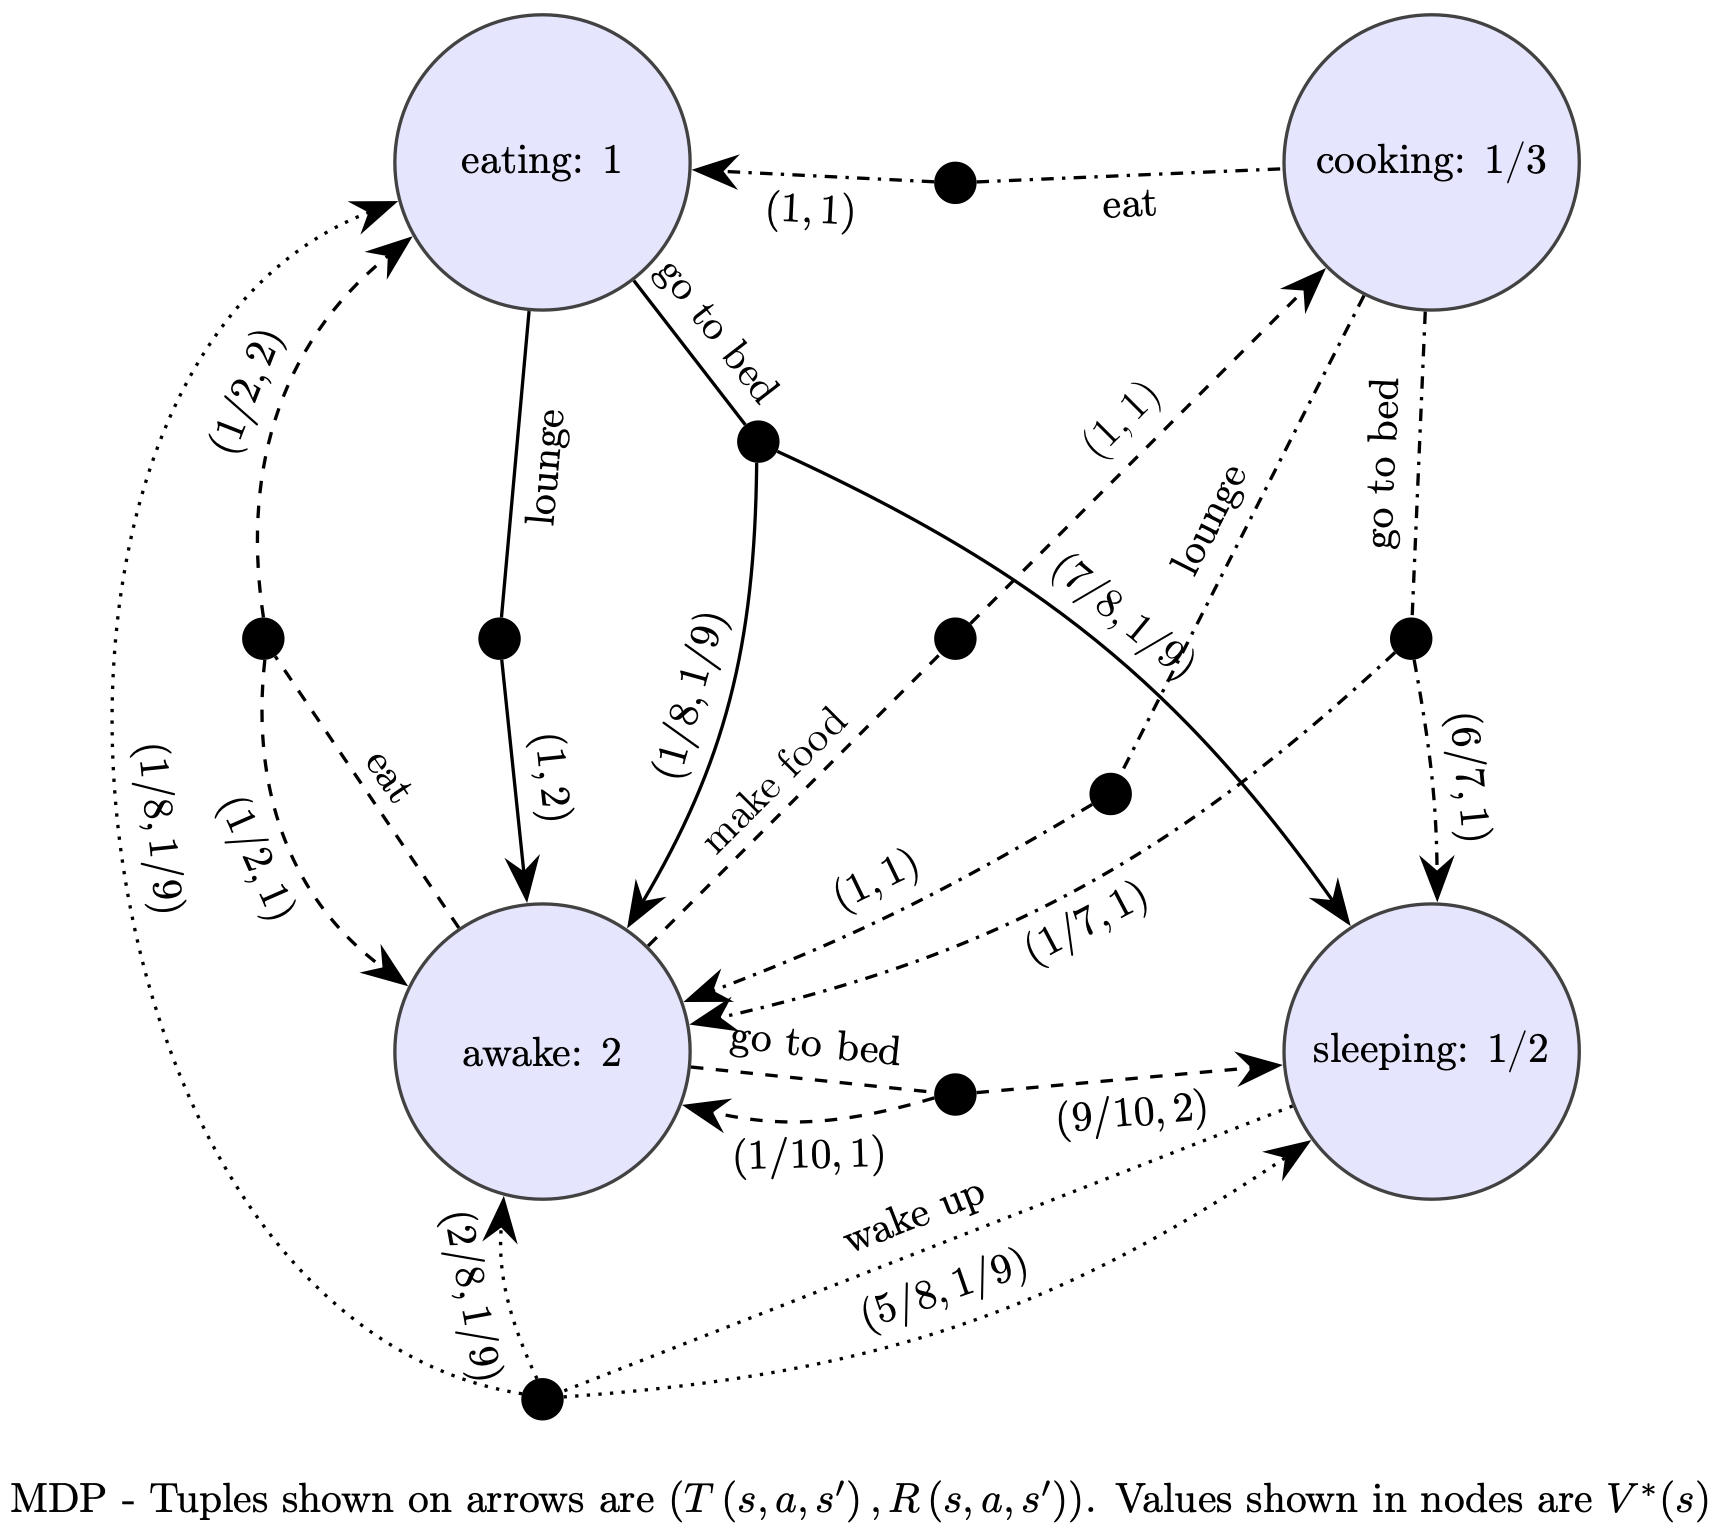 eating: 1
cooking: 1/3
(1, 1)
eat
go to bed
(1/2, 2)
lounge
(1, 1)
lounge
go to bed
(7/8, 1/9)
(1/8, 1/9)
eat
(1, 2)
make food
(6/7, 1)
(1/8, 1/9)
(1/2, 1)
(1, 1)
(1/7, 1)
awake: 2
go to bed
sleeping: 1/2
(9/10, 2)
(1/10, 1)
wake up
(2/8, 1/9)
(5/8, 1/9)
MDP - Tuples shown on arrows are (T (s, a, s′) , R (s, a, s′)). Values shown in nodes are V*(s)